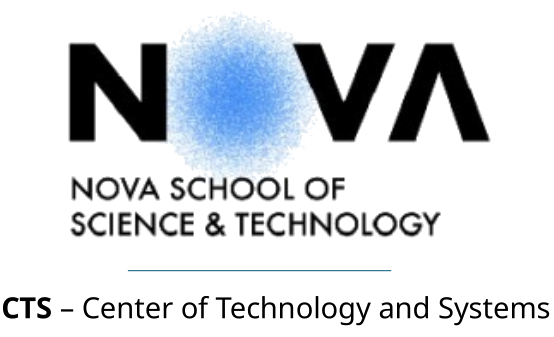 NOVA
NOVA SCHOOL OF
SCIENCE & TECHNOLOGY
CTS – Center of Technology and Systems